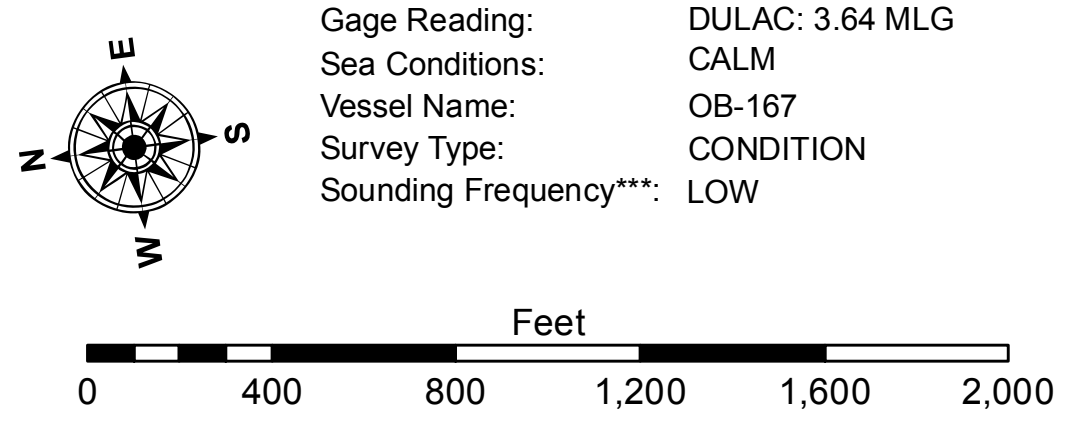 E
N
S
W
Gage Reading: DULAC: 3.64 MLG
Sea Conditions: CALM
Vessel Name: OB-167
Survey Type: CONDITION
Sounding Frequency***: LOW
Feet
0 400 800 1,200 1,600 2,000